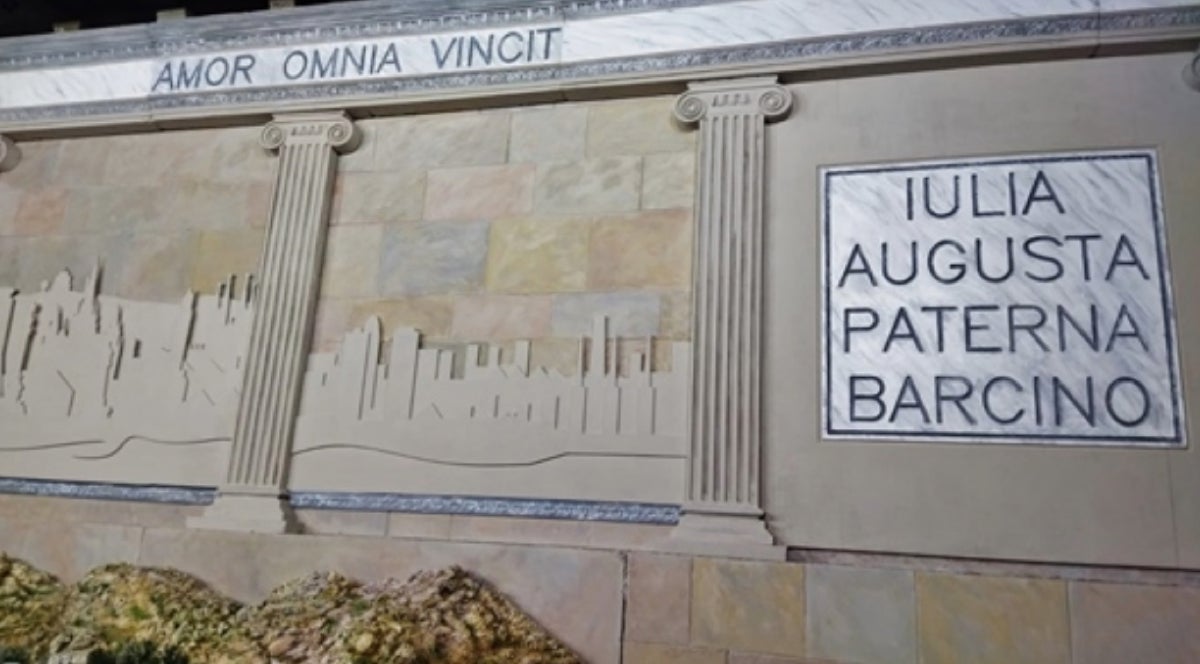 AMOR OMNIA VINCIT
IULIA
AUGUSTA
PATERNA
BARCINO